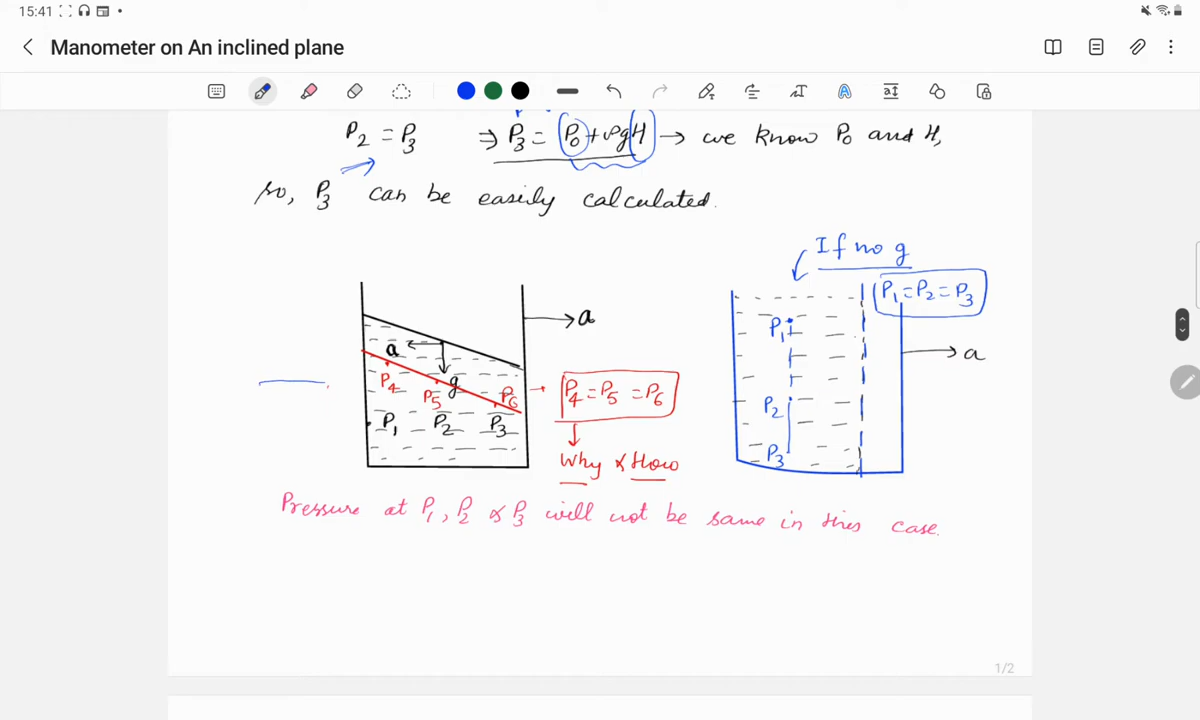 15:41
Manometer on An inclined plane
P₂ = P₃ ⇒ P₃ = P₀ + ρgH → we know P₀ and H,
so, P₃ can be easily calculated.
If no g
P₁ = P₂ = P₃
a
a
g
P₄
P₅
P₆
P₁ P₂ P₃
P₄ = P₅ = P₆
Why & How
P₁
P₂
P₃
a
Pressure at P₁, P₂ & P₃ will not be same in this case.
1/2